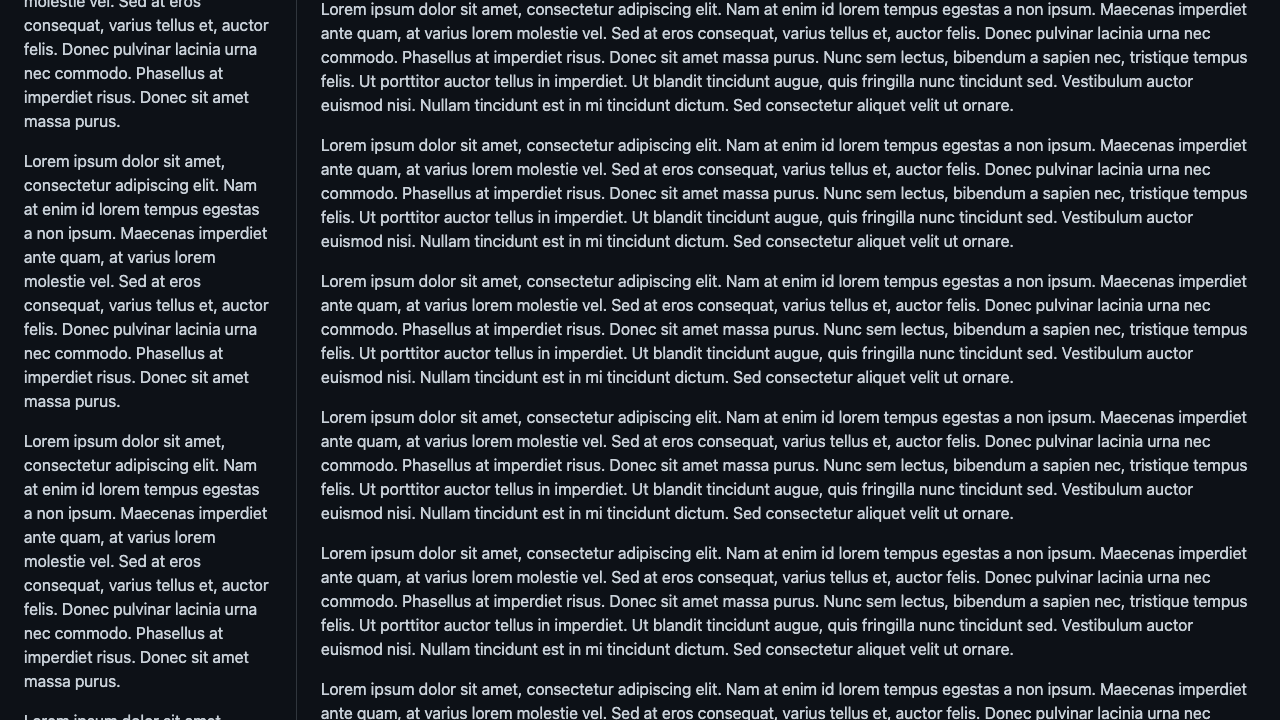 molestie vel. Sed at eros
consequat, varius tellus et, auctor
felis. Donec pulvinar lacinia urna
nec commodo. Phasellus at
imperdiet risus. Donec sit amet
massa purus.
Lorem ipsum dolor sit amet,
consectetur adipiscing elit. Nam
at enim id lorem tempus egestas
a non ipsum. Maecenas imperdiet
ante quam, at varius lorem
molestie vel. Sed at eros
consequat, varius tellus et, auctor
felis. Donec pulvinar lacinia urna
nec commodo. Phasellus at
imperdiet risus. Donec sit amet
massa purus.
Lorem ipsum dolor sit amet,
consectetur adipiscing elit. Nam
at enim id lorem tempus egestas
a non ipsum. Maecenas imperdiet
ante quam, at varius lorem
molestie vel. Sed at eros
consequat, varius tellus et, auctor
felis. Donec pulvinar lacinia urna
nec commodo. Phasellus at
imperdiet risus. Donec sit amet
massa purus.
Lorem ipsum dolor sit amet,
Lorem ipsum dolor sit amet, consectetur adipiscing elit. Nam at enim id lorem tempus egestas a non ipsum. Maecenas imperdiet
ante quam, at varius lorem molestie vel. Sed at eros consequat, varius tellus et, auctor felis. Donec pulvinar lacinia urna nec
commodo. Phasellus at imperdiet risus. Donec sit amet massa purus. Nunc sem lectus, bibendum a sapien nec, tristique tempus
felis. Ut porttitor auctor tellus in imperdiet. Ut blandit tincidunt augue, quis fringilla nunc tincidunt sed. Vestibulum auctor
euismod nisi. Nullam tincidunt est in mi tincidunt dictum. Sed consectetur aliquet velit ut ornare.
Lorem ipsum dolor sit amet, consectetur adipiscing elit. Nam at enim id lorem tempus egestas a non ipsum. Maecenas imperdiet
ante quam, at varius lorem molestie vel. Sed at eros consequat, varius tellus et, auctor felis. Donec pulvinar lacinia urna nec
commodo. Phasellus at imperdiet risus. Donec sit amet massa purus. Nunc sem lectus, bibendum a sapien nec, tristique tempus
felis. Ut porttitor auctor tellus in imperdiet. Ut blandit tincidunt augue, quis fringilla nunc tincidunt sed. Vestibulum auctor
euismod nisi. Nullam tincidunt est in mi tincidunt dictum. Sed consectetur aliquet velit ut ornare.
Lorem ipsum dolor sit amet, consectetur adipiscing elit. Nam at enim id lorem tempus egestas a non ipsum. Maecenas imperdiet
ante quam, at varius lorem molestie vel. Sed at eros consequat, varius tellus et, auctor felis. Donec pulvinar lacinia urna nec
commodo. Phasellus at imperdiet risus. Donec sit amet massa purus. Nunc sem lectus, bibendum a sapien nec, tristique tempus
felis. Ut porttitor auctor tellus in imperdiet. Ut blandit tincidunt augue, quis fringilla nunc tincidunt sed. Vestibulum auctor
euismod nisi. Nullam tincidunt est in mi tincidunt dictum. Sed consectetur aliquet velit ut ornare.
Lorem ipsum dolor sit amet, consectetur adipiscing elit. Nam at enim id lorem tempus egestas a non ipsum. Maecenas imperdiet
ante quam, at varius lorem molestie vel. Sed at eros consequat, varius tellus et, auctor felis. Donec pulvinar lacinia urna nec
commodo. Phasellus at imperdiet risus. Donec sit amet massa purus. Nunc sem lectus, bibendum a sapien nec, tristique tempus
felis. Ut porttitor auctor tellus in imperdiet. Ut blandit tincidunt augue, quis fringilla nunc tincidunt sed. Vestibulum auctor
euismod nisi. Nullam tincidunt est in mi tincidunt dictum. Sed consectetur aliquet velit ut ornare.
Lorem ipsum dolor sit amet, consectetur adipiscing elit. Nam at enim id lorem tempus egestas a non ipsum. Maecenas imperdiet
ante quam, at varius lorem molestie vel. Sed at eros consequat, varius tellus et, auctor felis. Donec pulvinar lacinia urna nec
commodo. Phasellus at imperdiet risus. Donec sit amet massa purus. Nunc sem lectus, bibendum a sapien nec, tristique tempus
felis. Ut porttitor auctor tellus in imperdiet. Ut blandit tincidunt augue, quis fringilla nunc tincidunt sed. Vestibulum auctor
euismod nisi. Nullam tincidunt est in mi tincidunt dictum. Sed consectetur aliquet velit ut ornare.
Lorem ipsum dolor sit amet, consectetur adipiscing elit. Nam at enim id lorem tempus egestas a non ipsum. Maecenas imperdiet
ante quam, at varius lorem molestie vel. Sed at eros consequat, varius tellus et, auctor felis. Donec pulvinar lacinia urna nec